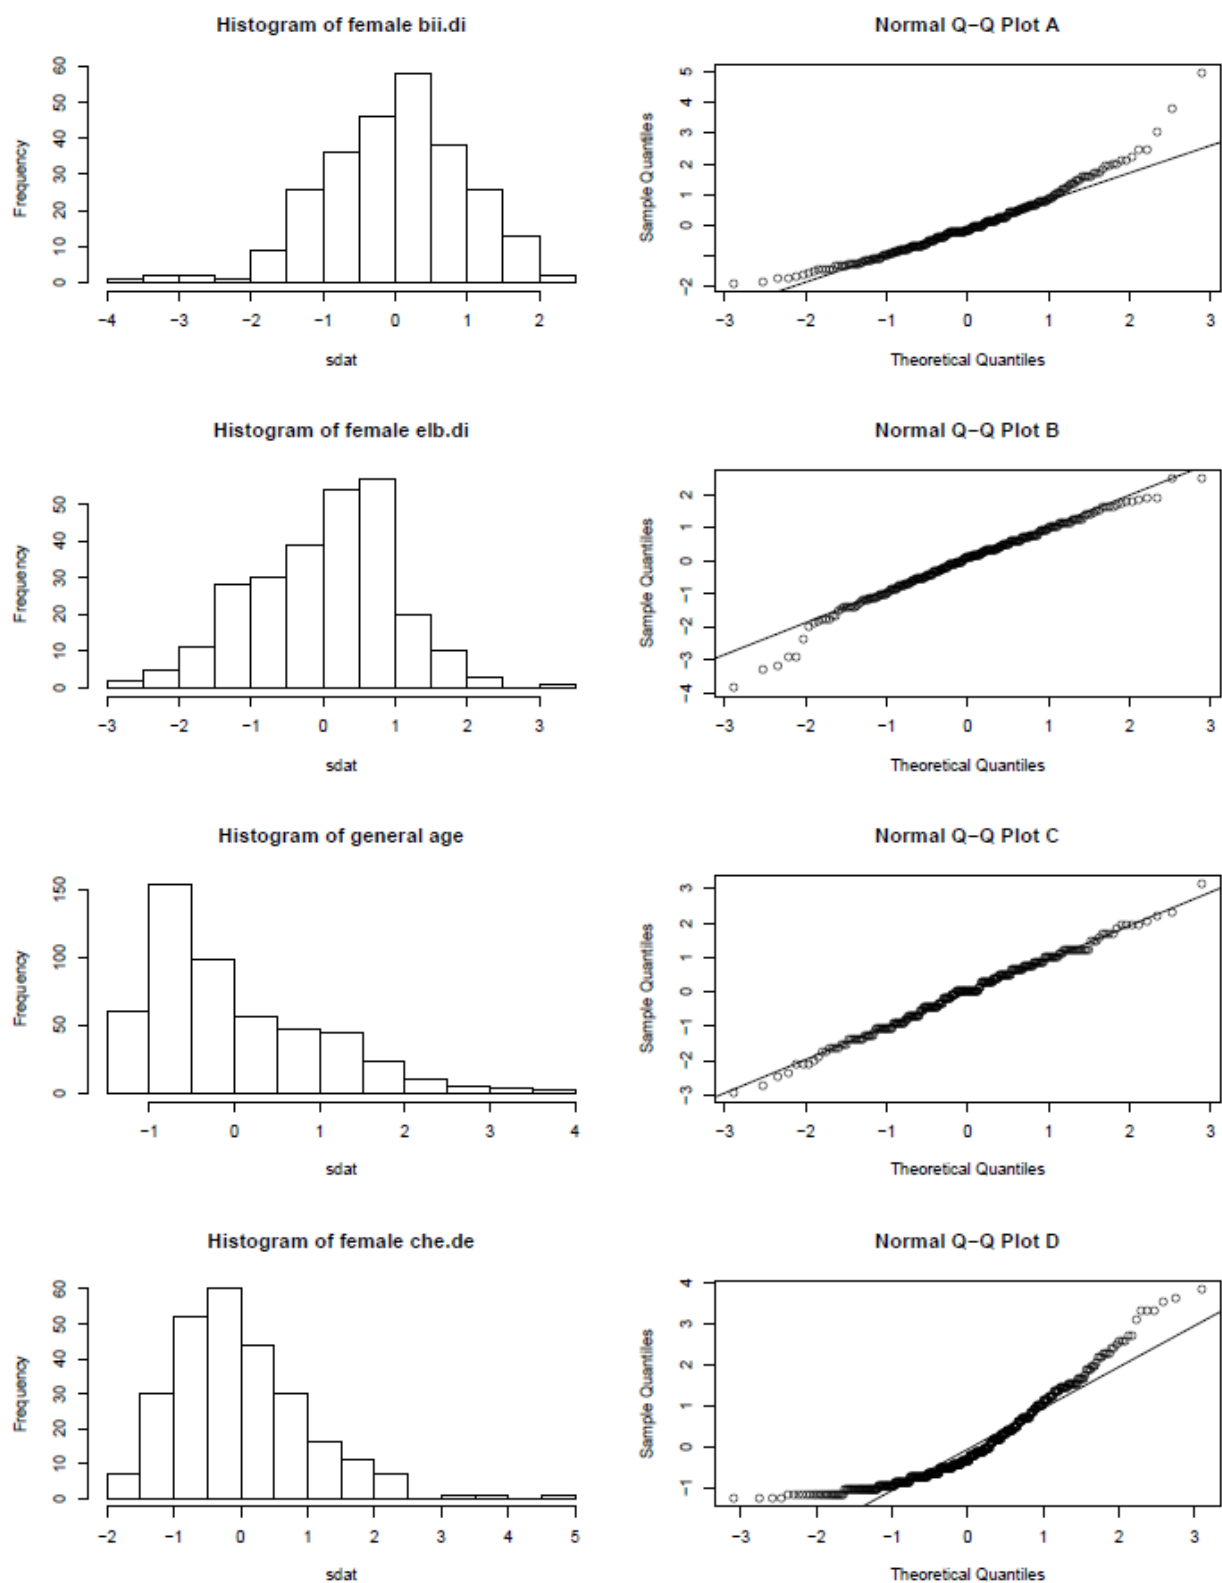 Histogram of female bii.di
Frequency
0 10 20 30 40 50 60
−4 −3 −2 −1 0 1 2
sdat
Normal Q−Q Plot A
Sample Quantiles
−2 0 1 2 3 4 5
−3 −2 −1 0 1 2 3
Theoretical Quantiles
Histogram of female elb.di
Frequency
0 10 20 30 40 50
−3 −2 −1 0 1 2 3
sdat
Normal Q−Q Plot B
Sample Quantiles
−4 −3 −2 −1 0 1 2
−3 −2 −1 0 1 2 3
Theoretical Quantiles
Histogram of general age
Frequency
0 50 100 150
−1 0 1 2 3 4
sdat
Normal Q−Q Plot C
Sample Quantiles
−3 −2 −1 0 1 2 3
−3 −2 −1 0 1 2 3
Theoretical Quantiles
Histogram of female che.de
Frequency
0 10 20 30 40 50 60
−2 −1 0 1 2 3 4 5
sdat
Normal Q−Q Plot D
Sample Quantiles
−1 0 1 2 3 4
−3 −2 −1 0 1 2 3
Theoretical Quantiles